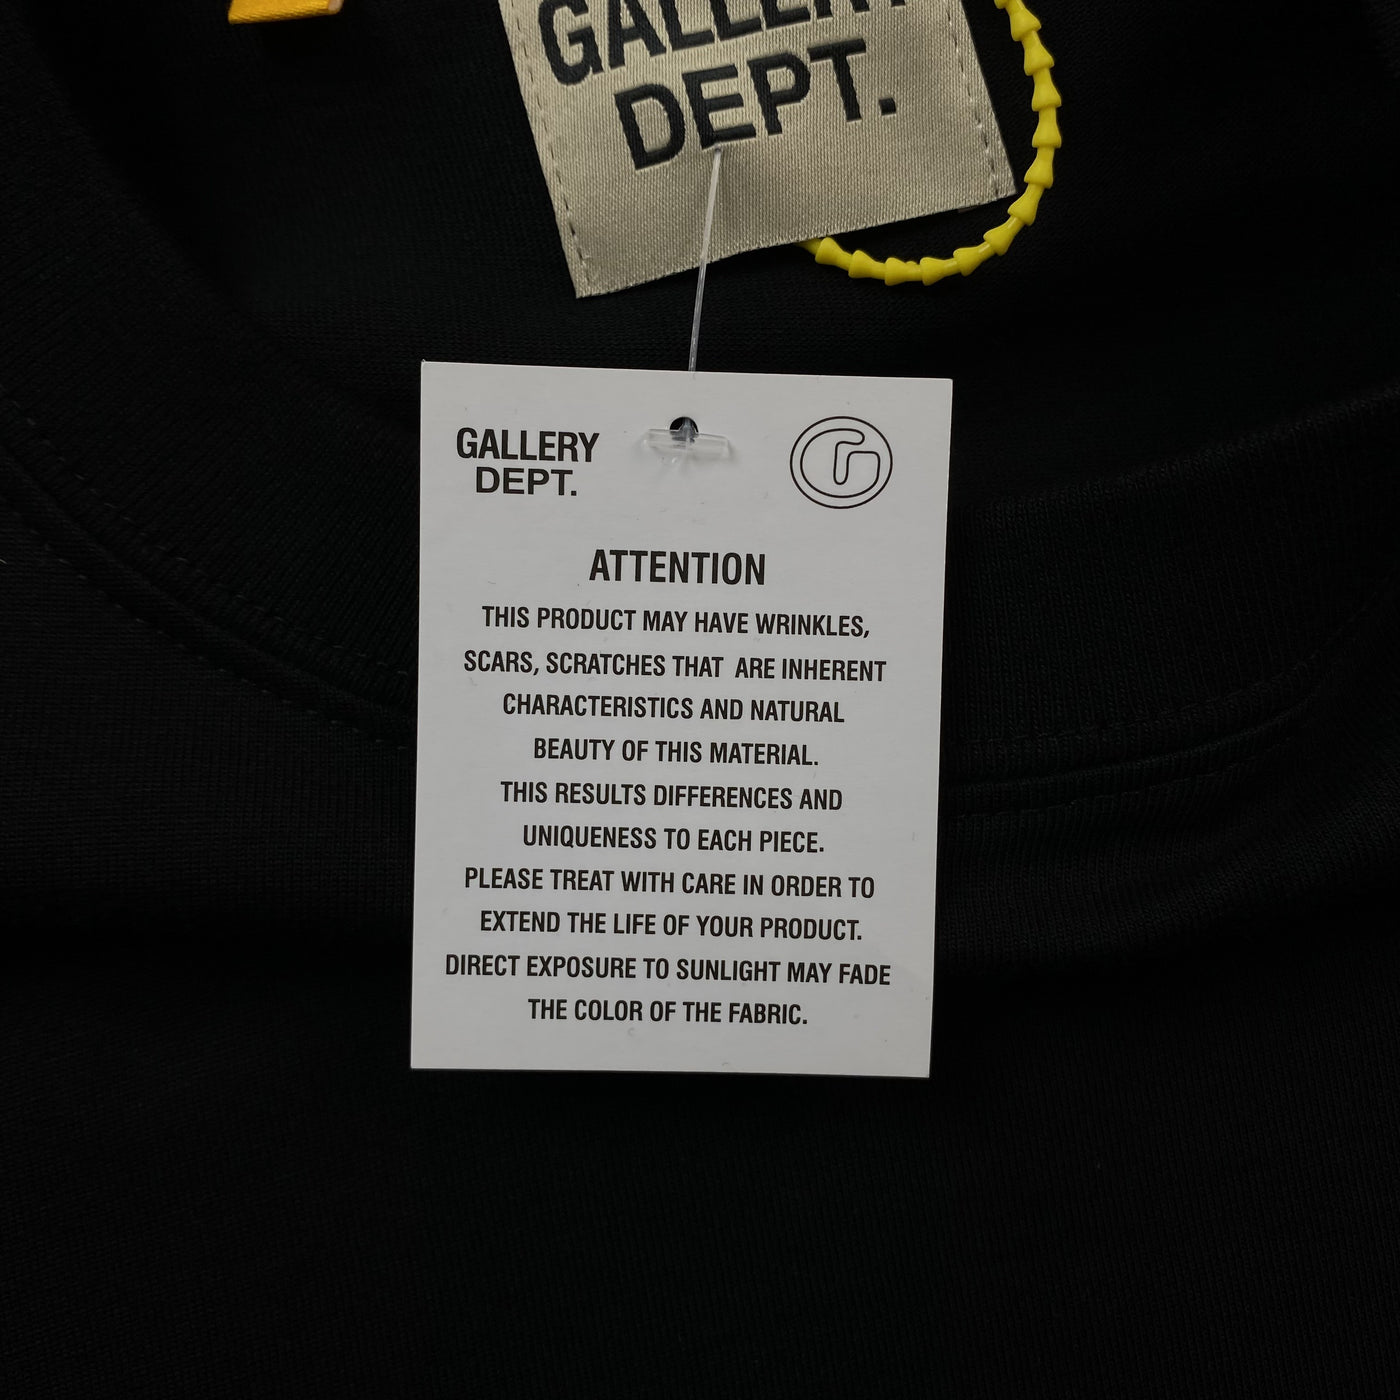 GALLERY
DEPT.
GALLERY
DEPT.
ATTENTION
THIS PRODUCT MAY HAVE WRINKLES,
SCARS, SCRATCHES THAT ARE INHERENT
CHARACTERISTICS AND NATURAL
BEAUTY OF THIS MATERIAL.
THIS RESULTS DIFFERENCES AND
UNIQUENESS TO EACH PIECE.
PLEASE TREAT WITH CARE IN ORDER TO
EXTEND THE LIFE OF YOUR PRODUCT.
DIRECT EXPOSURE TO SUNLIGHT MAY FADE
THE COLOR OF THE FABRIC.